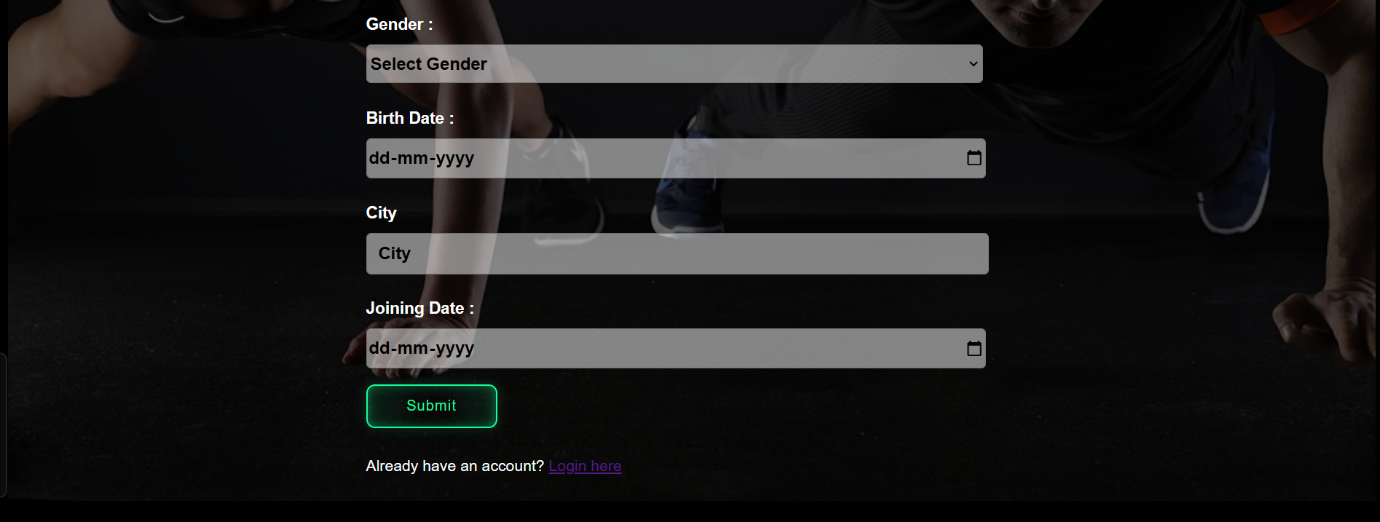 Gender :
Select Gender
Birth Date :
dd-mm-yyyy
City
City
Joining Date :
dd-mm-yyyy
Submit
Already have an account? Login here